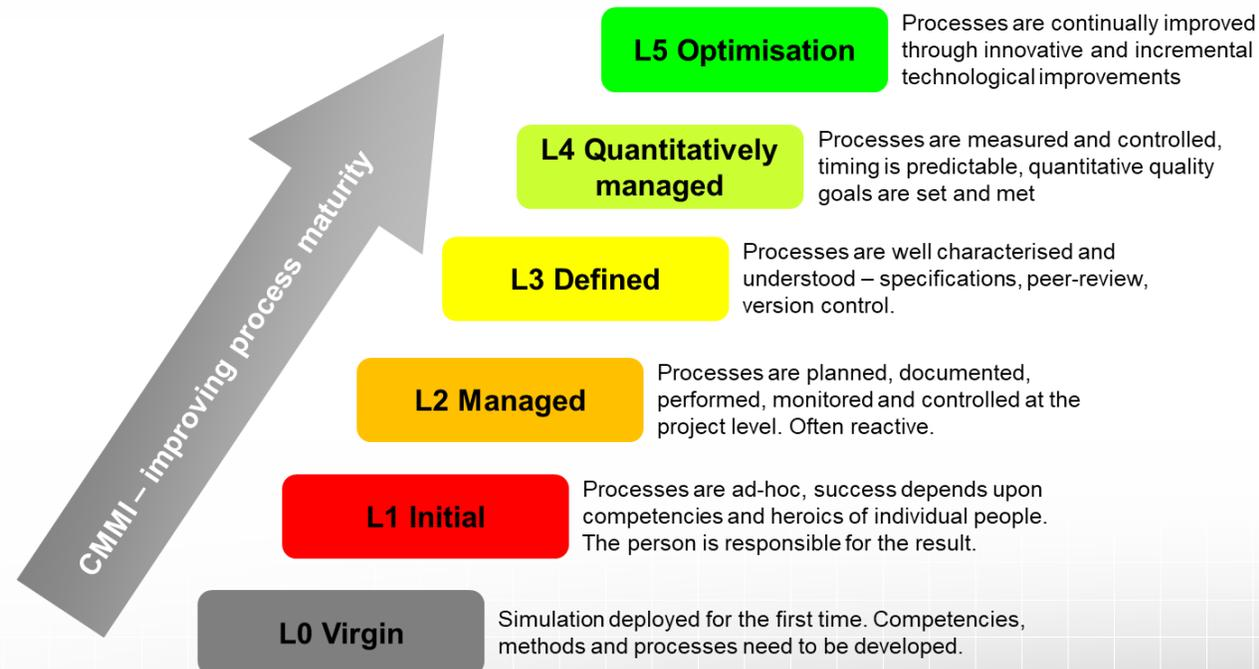 L5 Optimisation
Processes are continually improved
through innovative and incremental
technological improvements
L4 Quantitatively
managed
Processes are measured and controlled,
timing is predictable, quantitative quality
goals are set and met
L3 Defined
Processes are well characterised and
understood – specifications, peer-review,
version control.
L2 Managed
Processes are planned, documented,
performed, monitored and controlled at the
project level. Often reactive.
L1 Initial
Processes are ad-hoc, success depends upon
competencies and heroics of individual people.
The person is responsible for the result.
L0 Virgin
Simulation deployed for the first time. Competencies,
methods and processes need to be developed.
CMMI – improving process maturity